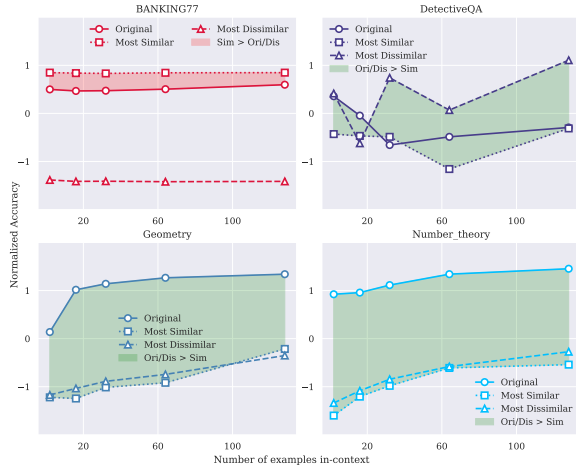 BANKING77
Original
Most Similar
Most Dissimilar
Sim > Ori/Dis
1
0
−1
20
60
100
DetectiveQA
Original
Most Similar
Most Dissimilar
Ori/Dis > Sim
1
0
−1
20
60
100
Normalized Accuracy
Geometry
Original
Most Similar
Most Dissimilar
Ori/Dis > Sim
1
0
−1
20
60
100
Number_theory
Original
Most Similar
Most Dissimilar
Ori/Dis > Sim
1
0
−1
20
60
100
Number of examples in-context